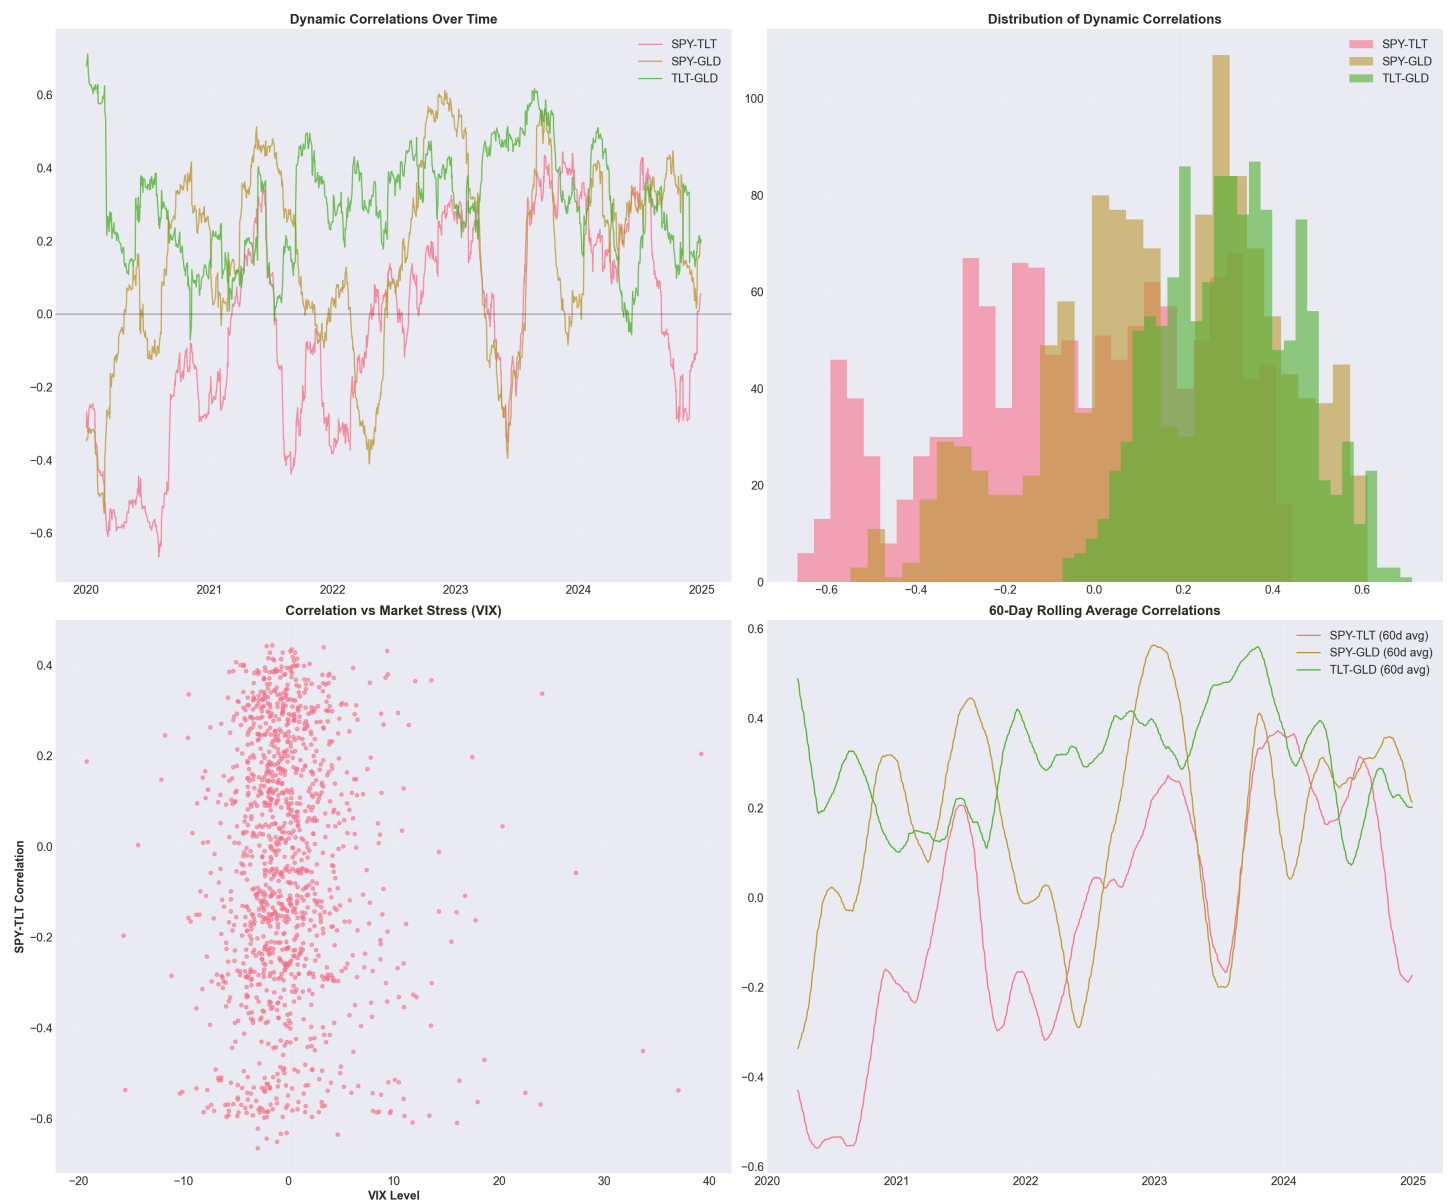 Dynamic Correlations Over Time
SPY-TLT
SPY-GLD
TLT-GLD
0.6
0.4
0.2
0.0
−0.2
−0.4
−0.6
2020 2021 2022 2023 2024 2025
Distribution of Dynamic Correlations
SPY-TLT
SPY-GLD
TLT-GLD
100
80
60
40
20
0
−0.6 −0.4 −0.2 0.0 0.2 0.4 0.6
Correlation vs Market Stress (VIX)
SPY-TLT Correlation
0.4
0.2
0.0
−0.2
−0.4
−0.6
−20 −10 0 10 20 30 40
VIX Level
60-Day Rolling Average Correlations
SPY-TLT (60d avg)
SPY-GLD (60d avg)
TLT-GLD (60d avg)
0.6
0.4
0.2
0.0
−0.2
−0.4
−0.6
2020 2021 2022 2023 2024 2025